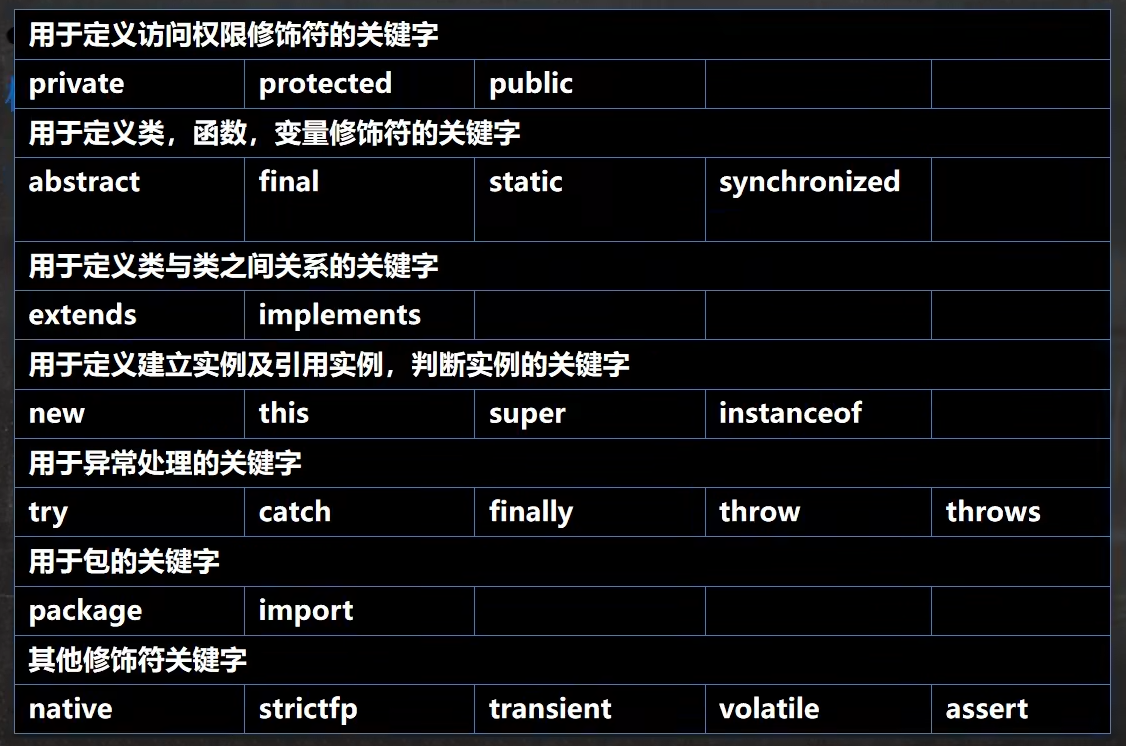 用于定义访问权限修饰符的关键字
private protected public
用于定义类，函数，变量修饰符的关键字
abstract final static synchronized
用于定义类与类之间关系的关键字
extends implements
用于定义建立实例及引用实例，判断实例的关键字
new this super instanceof
用于异常处理的关键字
try catch finally throw throws
用于包的关键字
package import
其他修饰符关键字
native strictfp transient volatile assert